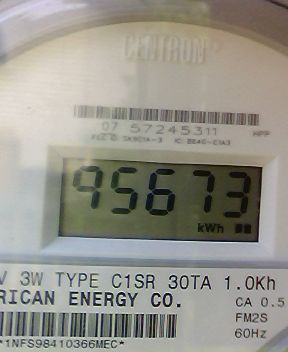 CENTRON
07 57245311 HPP
95673
kWh
V 3W TYPE C1SR 30TA 1.0Kh
RICAN ENERGY CO. CA 0.5
FM2S
60Hz
*1NFS98410366MEC*